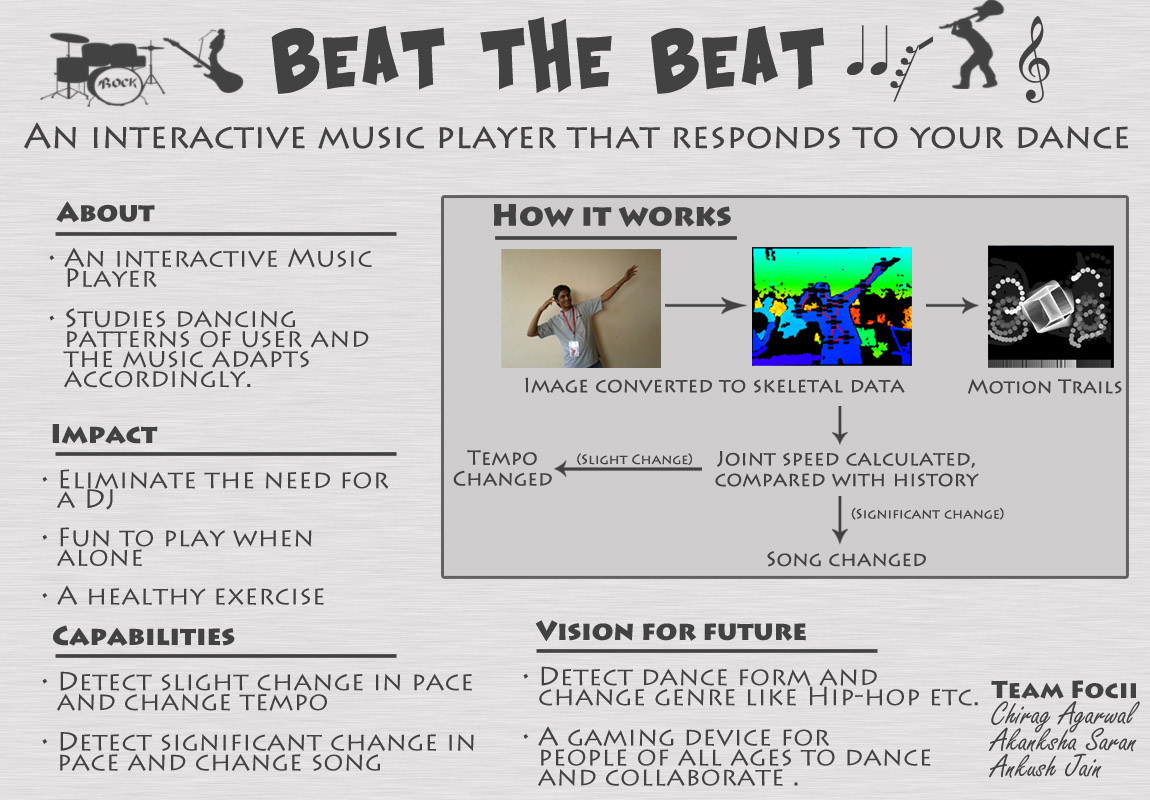 Rock
Beat the Beat
An interactive music player that responds to your dance
About
· An interactive Music
Player
· Studies dancing
patterns of user and
the music adapts
accordingly.
Impact
· Eliminate the need for
a DJ
· Fun to play when
alone
· A healthy exercise
Capabilities
· Detect slight change in pace
and change tempo
· Detect significant change in
pace and change song
How it works
Image converted to skeletal data
Motion Trails
Tempo
Changed
(Slight Change)
Joint speed calculated,
compared with history
(Significant change)
Song changed
Vision for future
· Detect dance form and
change genre like Hip-hop etc.
· A gaming device for
people of all ages to dance
and collaborate .
Team Focii
Chirag Agarwal
Akanksha Saran
Ankush Jain